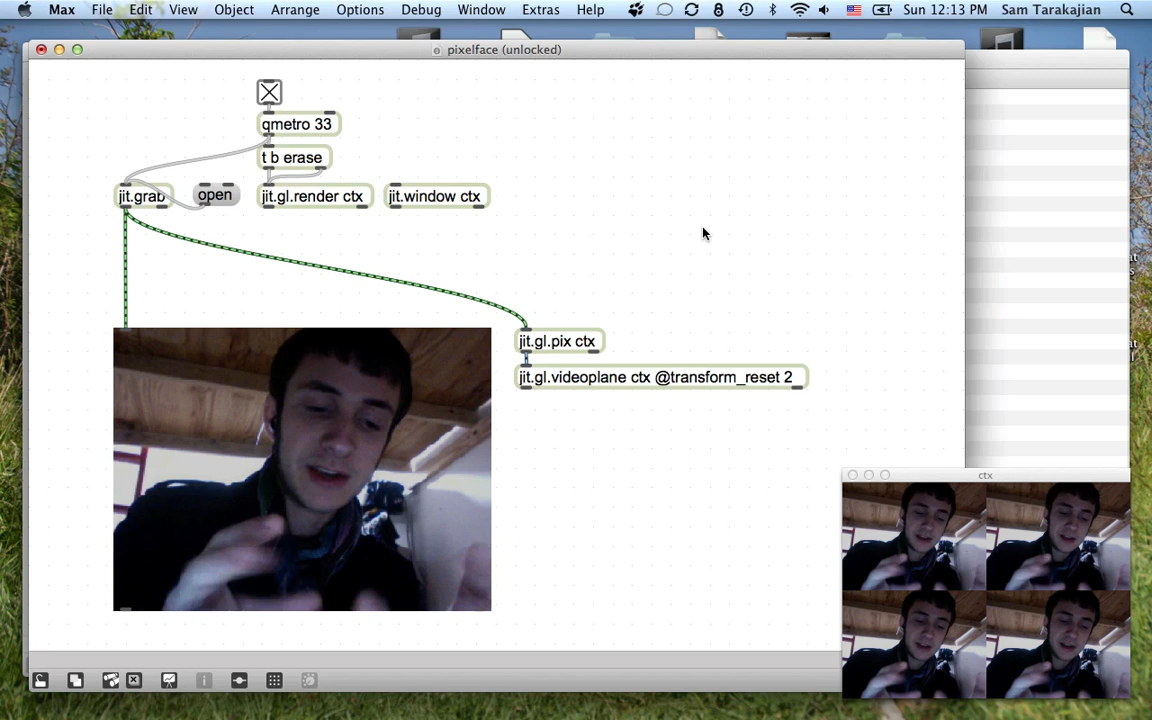 Max File Edit View Object Arrange Options Debug Window Extras Help Sun 12:13 PM Sam Tarakajian
pixelface (unlocked)
qmetro 33
t b erase
jit.grab open jit.gl.render ctx jit.window ctx
jit.gl.pix ctx
jit.gl.videoplane ctx @transform_reset 2
ctx